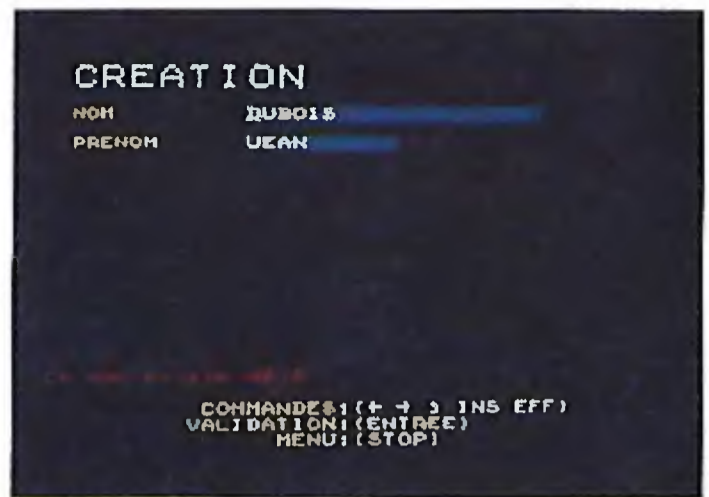 CREATION
NOM DUBOIS
PRENOM JEAN
COMMANDES:(← → INS EFF)
VALIDATION:(ENTREE)
MENU:(STOP)